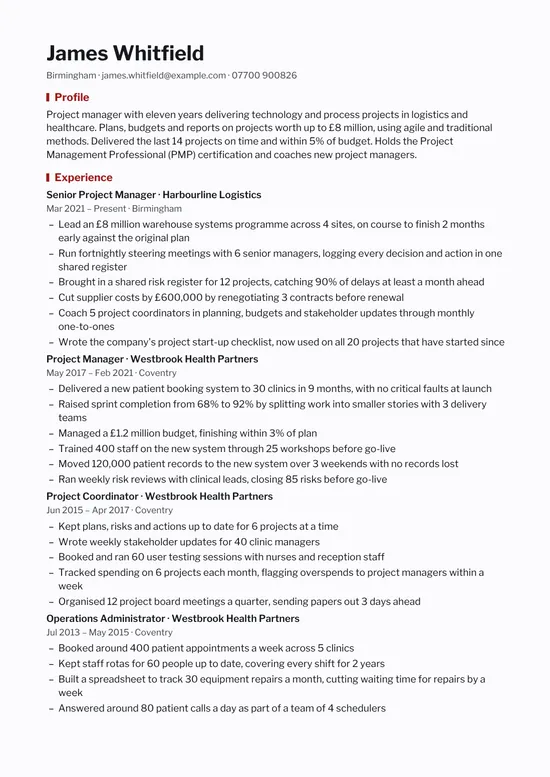 James Whitfield
Birmingham · james.whitfield@example.com · 07700 900826
Profile
Project manager with eleven years delivering technology and process projects in logistics and
healthcare. Plans, budgets and reports on projects worth up to £8 million, using agile and traditional
methods. Delivered the last 14 projects on time and within 5% of budget. Holds the Project
Management Professional (PMP) certification and coaches new project managers.
Experience
Senior Project Manager · Harbourline Logistics
Mar 2021 – Present · Birmingham
– Lead an £8 million warehouse systems programme across 4 sites, on course to finish 2 months
early against the original plan
– Run fortnightly steering meetings with 6 senior managers, logging every decision and action in one
shared register
– Brought in a shared risk register for 12 projects, catching 90% of delays at least a month ahead
– Cut supplier costs by £600,000 by renegotiating 3 contracts before renewal
– Coach 5 project coordinators in planning, budgets and stakeholder updates through monthly
one-to-ones
– Wrote the company's project start-up checklist, now used on all 20 projects that have started since
Project Manager · Westbrook Health Partners
May 2017 – Feb 2021 · Coventry
– Delivered a new patient booking system to 30 clinics in 9 months, with no critical faults at launch
– Raised sprint completion from 68% to 92% by splitting work into smaller stories with 3 delivery
teams
– Managed a £1.2 million budget, finishing within 3% of plan
– Trained 400 staff on the new system through 25 workshops before go-live
– Moved 120,000 patient records to the new system over 3 weekends with no records lost
– Ran weekly risk reviews with clinical leads, closing 85 risks before go-live
Project Coordinator · Westbrook Health Partners
Jun 2015 – Apr 2017 · Coventry
– Kept plans, risks and actions up to date for 6 projects at a time
– Wrote weekly stakeholder updates for 40 clinic managers
– Booked and ran 60 user testing sessions with nurses and reception staff
– Tracked spending on 6 projects each month, flagging overspends to project managers within a
week
– Organised 12 project board meetings a quarter, sending papers out 3 days ahead
Operations Administrator · Westbrook Health Partners
Jul 2013 – May 2015 · Coventry
– Booked around 400 patient appointments a week across 5 clinics
– Kept staff rotas for 60 people up to date, covering every shift for 2 years
– Built a spreadsheet to track 30 equipment repairs a month, cutting waiting time for repairs by a
week
– Answered around 80 patient calls a day as part of a team of 4 schedulers